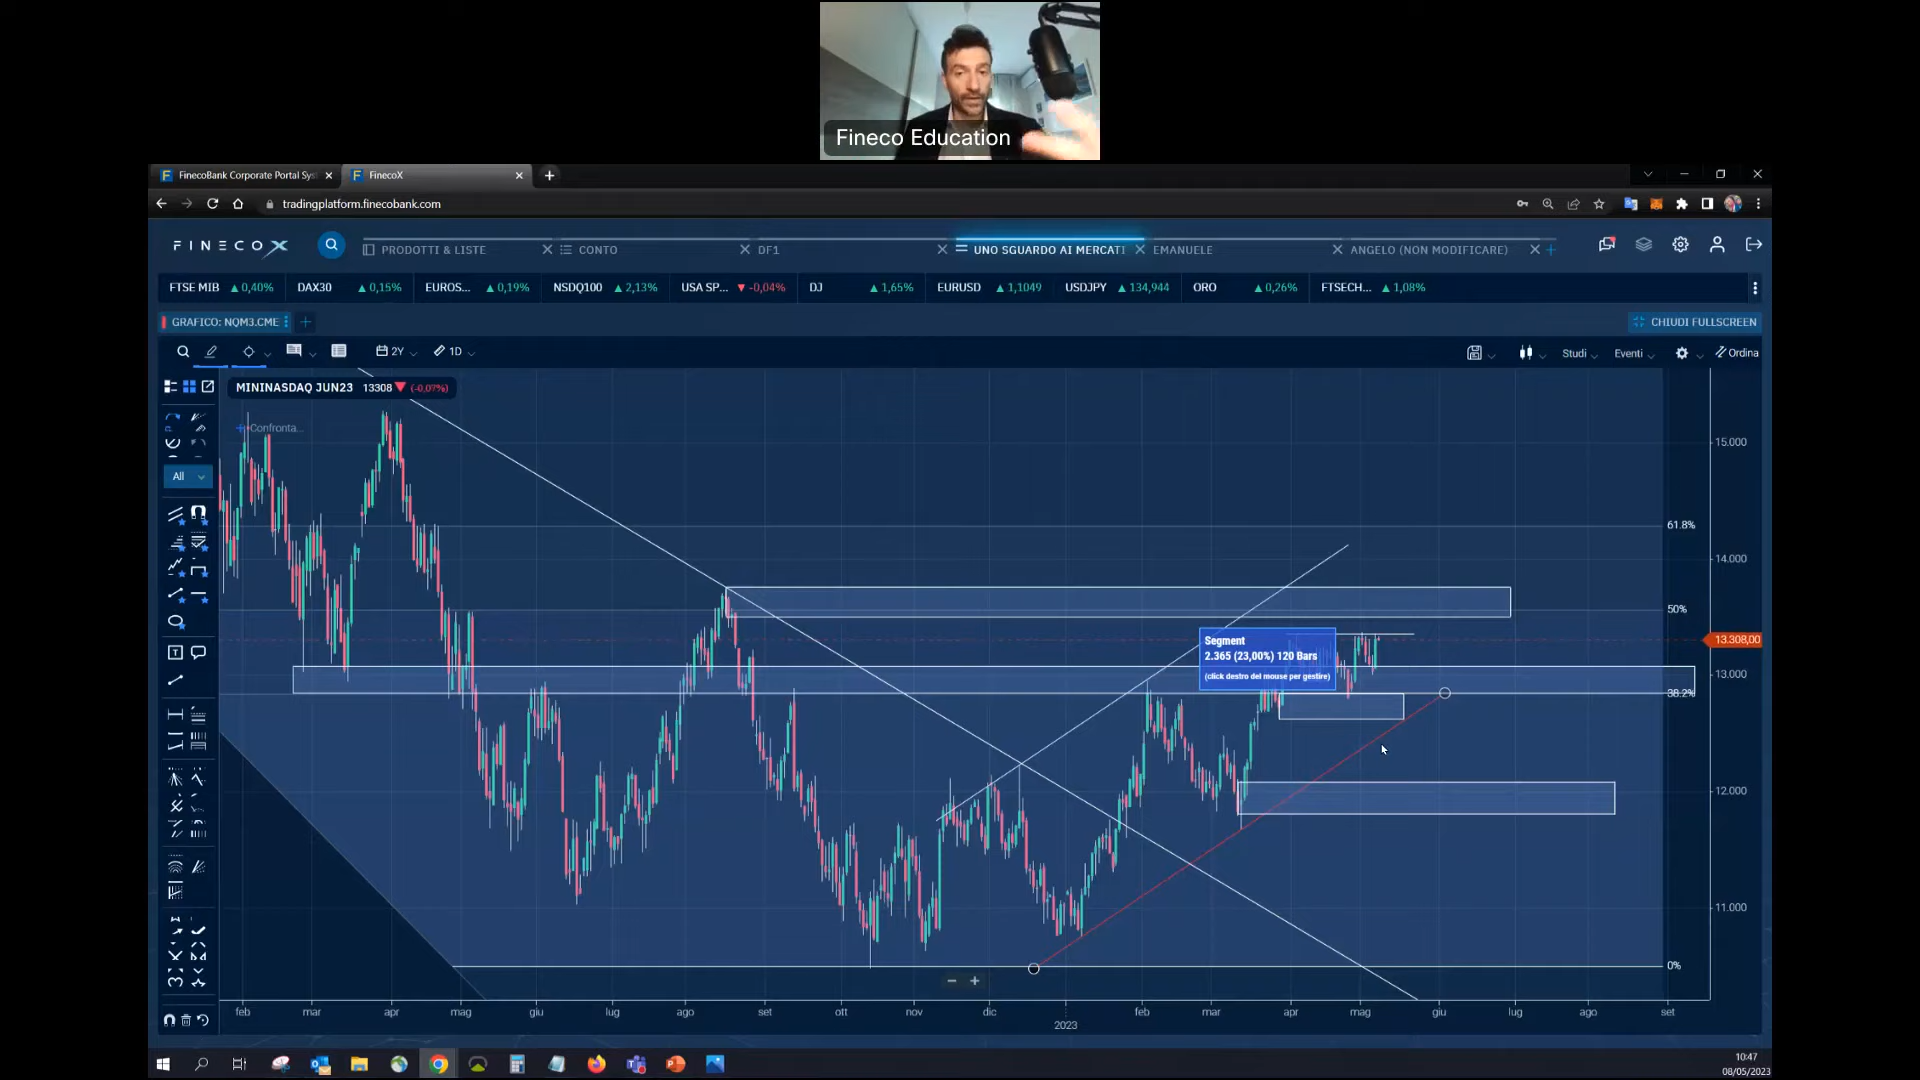 Fineco Education
FinecoBank Corporate Portal Sys
FinecoX
tradingplatform.finecobank.com
FINECOX
PRODOTTI & LISTE
CONTO
DF1
UNO SGUARDO AI MERCATI
EMANUELE
ANGELO (NON MODIFICARE)
FTSE MIB 0,40%
DAX30 0,15%
EUROS... 0,19%
NSDQ100 2,13%
USA SP... -0,04%
DJ 1,65%
EURUSD 1,1049
USDJPY 134,944
ORO 0,26%
FTSECH... 1,08%
GRAFICO: NQM3.CME
CHIUDI FULLSCREEN
2Y
1D
Studi
Eventi
Ordina
MININASDAQ JUN23 13308 (-0,07%)
Confronta...
All
15.000
61.8%
14.000
50%
13.308,00
Segment
2.365 (23,00%) 120 Bars
(click destro del mouse per gestire)
13.000
38.2%
12.000
11.000
0%
feb mar apr mag giu lug ago set ott nov dic feb mar apr mag giu lug ago set
2023
10:47
08/05/2023